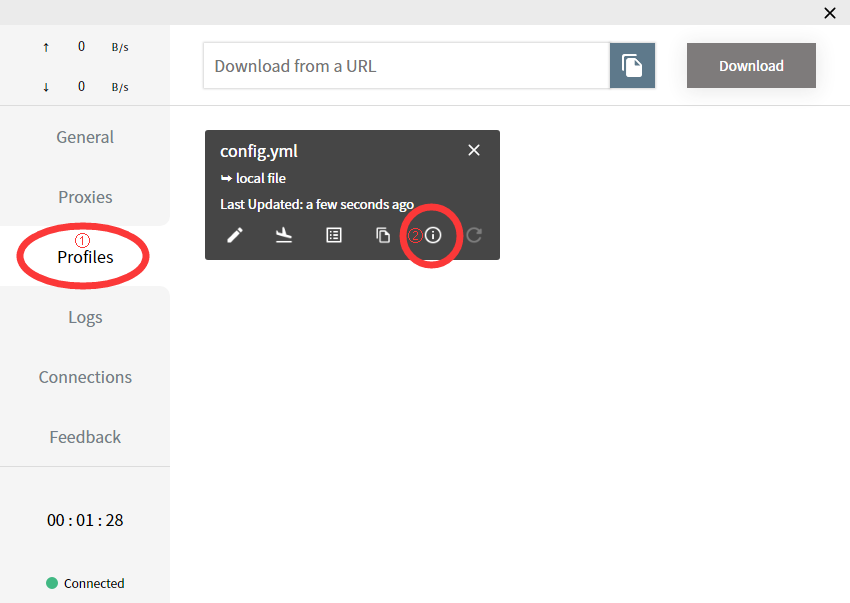 ↑ 0 B/s
↓ 0 B/s
Download from a URL
Download
General
Proxies
①
Profiles
Logs
Connections
Feedback
00 : 01 : 28
Connected
config.yml
local file
Last Updated: a few seconds ago
②